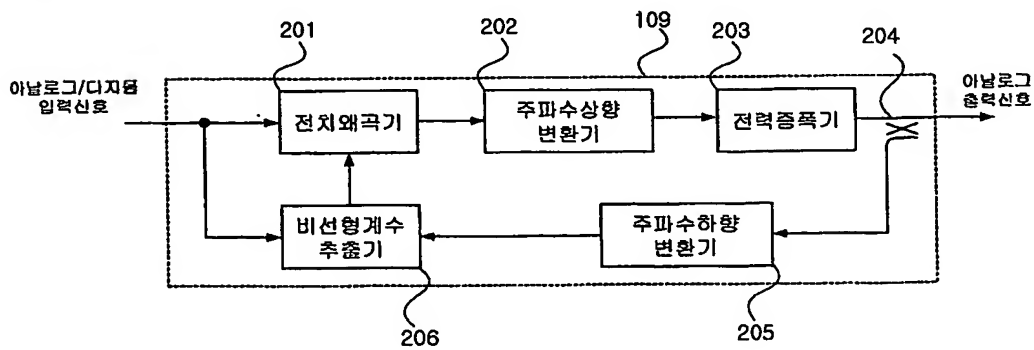 201
202
109
203
204
아날로그/디지털
입력신호
전치왜곡기
주파수상향
변환기
전력증폭기
아날로그
출력신호
비선형계수
추출기
주파수하향
변환기
206
205